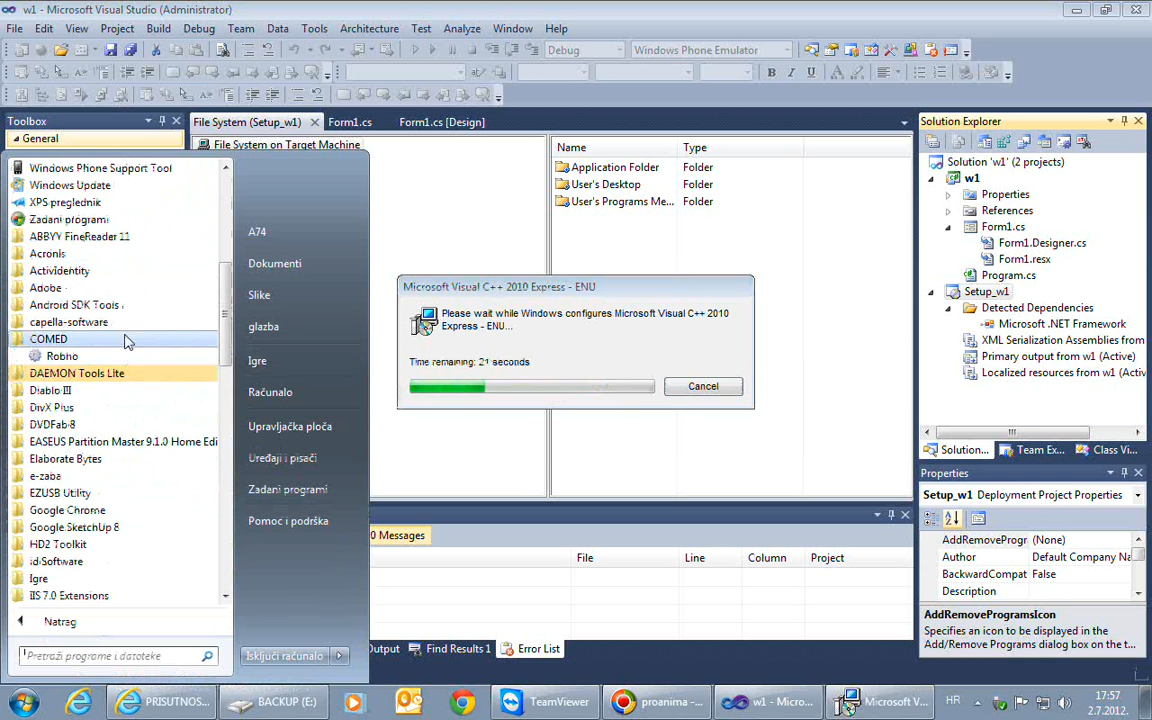 w1 - Microsoft Visual Studio (Administrator)
File Edit View Project Build Debug Team Data Tools Architecture Test Analyze Window Help
Debug Windows Phone Emulator
Toolbox
General
File System (Setup_w1) Form1.cs Form1.cs [Design]
File System on Target Machine
Name Type
Application Folder Folder
User's Desktop Folder
User's Programs Me... Folder
Windows Phone Support Tool
Windows Update
XPS preglednik
Zadani programi
ABBYY FineReader 11
Acronis
ActivIdentity
Adobe
Android SDK Tools
capella-software
COMED
Robno
DAEMON Tools Lite
Diablo III
DivX Plus
DVDFab 8
EASEUS Partition Master 9.1.0 Home Edi
Elaborate Bytes
e-zaba
EZUSB Utility
Google Chrome
Google SketchUp 8
HD2 Toolkit
id Software
Igre
IIS 7.0 Extensions
Natrag
Pretraži programe i datoteke
A74
Dokumenti
Slike
glazba
Igre
Računalo
Upravljačka ploča
Uređaji i pisači
Zadani programi
Pomoć i podrška
Isključi računalo
Microsoft Visual C++ 2010 Express - ENU
Please wait while Windows configures Microsoft Visual C++ 2010
Express - ENU...
Time remaining: 21 seconds
Cancel
0 Messages
File Line Column Project
Output Find Results 1 Error List
Solution Explorer
Solution 'w1' (2 projects)
w1
Properties
References
Form1.cs
Form1.Designer.cs
Form1.resx
Program.cs
Setup_w1
Detected Dependencies
Microsoft .NET Framework
XML Serialization Assemblies from
Primary output from w1 (Active)
Localized resources from w1 (Active)
Solution... Team Ex... Class Vi...
Properties
Setup_w1 Deployment Project Properties
AddRemoveProgr (None)
Author Default Company Na
BackwardCompat False
Description
AddRemoveProgramsIcon
Specifies an icon to be displayed in the
Add/Remove Programs dialog box on the t...
PRISUTNOS... BACKUP (E:) TeamViewer proanima -... w1 - Micro... Microsoft V... HR 17:57
2.7.2012.